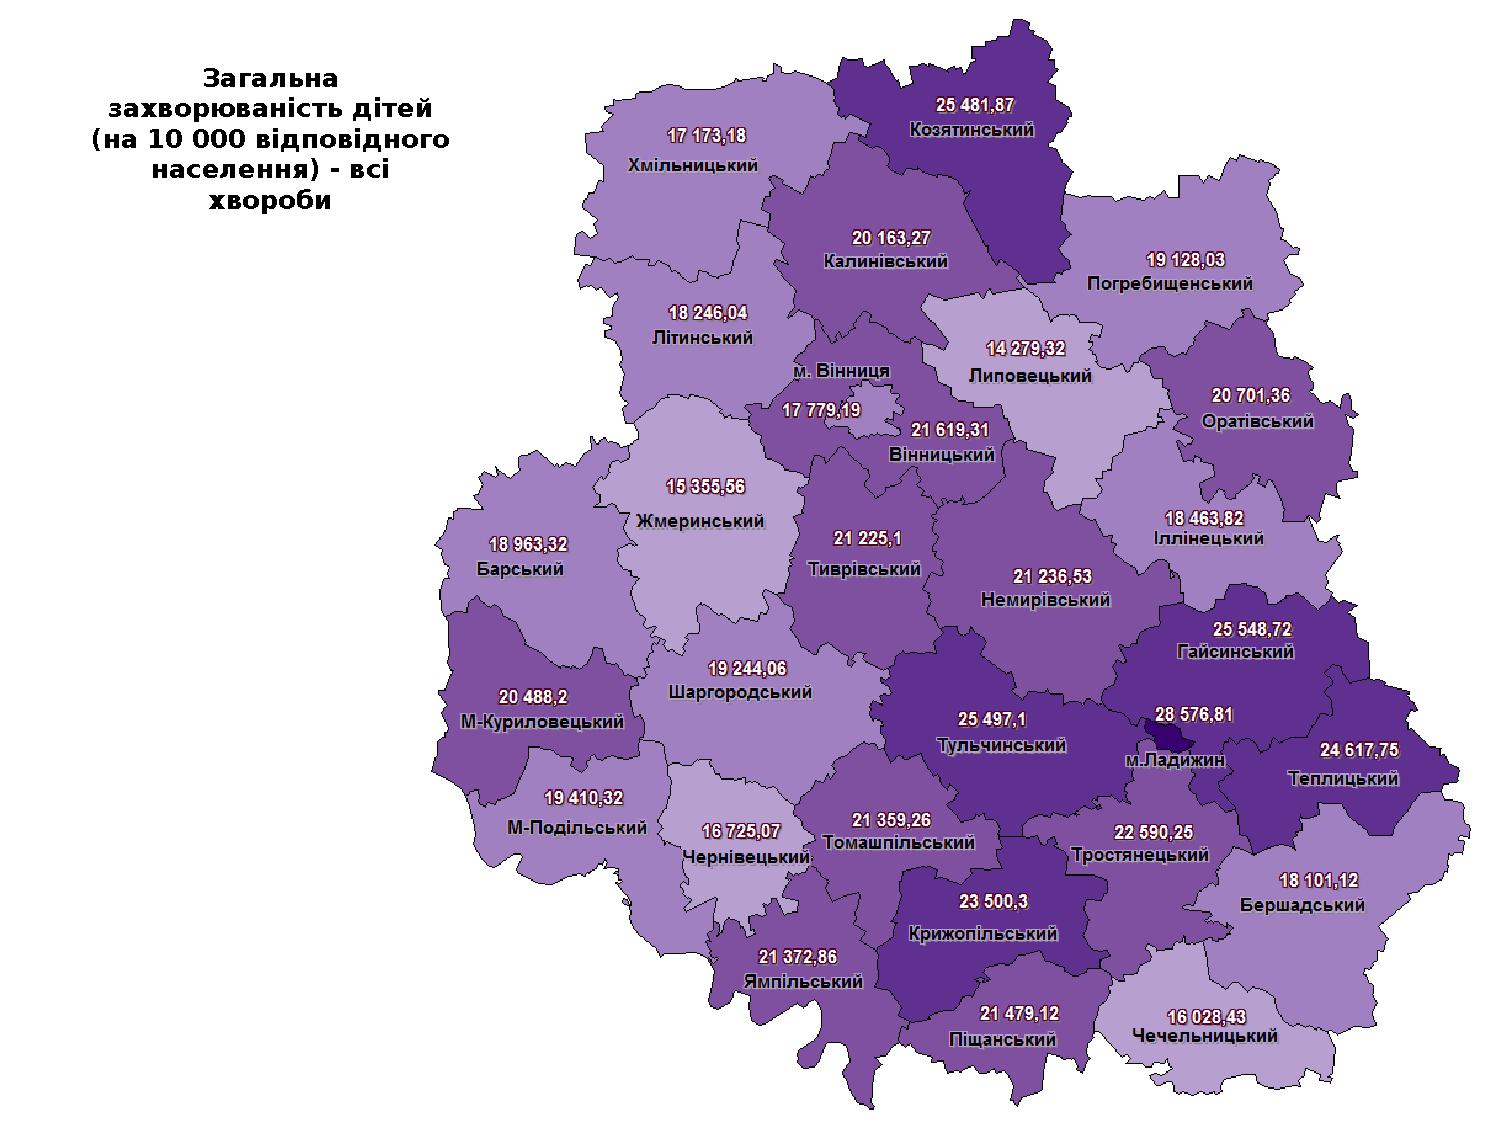 Загальна
захворюваність дітей
(на 10 000 відповідного
населення) - всі
хвороби
25 481,87
Козятинський
17 173,18
Хмільницький
20 163,27
Калинівський
19 128,03
Погребищенський
18 246,04
Літинський
14 279,32
Липовецький
м. Вінниця
17 779,19
20 701,36
Оратівський
21 619,31
Вінницький
15 355,56
Жмеринський
18 463,82
Іллінецький
18 963,32
Барський
21 225,1
Тиврівський
21 236,53
Немирівський
25 548,72
Гайсинський
19 244,06
Шаргородський
20 488,2
М-Куриловецький
25 497,1
Тульчинський
28 576,81
м.Ладижин
24 617,75
Теплицький
19 410,32
М-Подільський
16 725,07
Чернівецький
21 359,26
Томашпільський
22 590,25
Тростянецький
18 101,12
Бершадський
23 500,3
Крижопільський
21 372,86
Ямпільський
21 479,12
Піщанський
16 028,43
Чечельницький